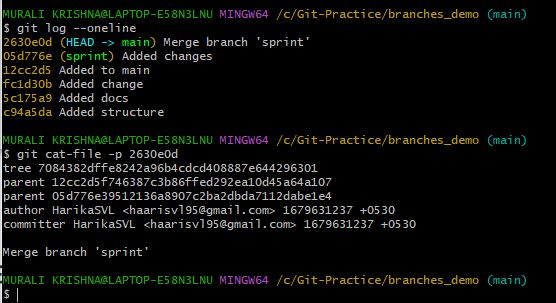 MURALI KRISHNA@LAPTOP-E58N3LNU MINGW64 /c/Git-Practice/branches_demo (main)
$ git log --oneline
2630e0d (HEAD -> main) Merge branch 'sprint'
05d776e (sprint) Added changes
12cc2d5 Added to main
fc1d30b Added change
5c175a9 Added docs
c94a5da Added structure
MURALI KRISHNA@LAPTOP-E58N3LNU MINGW64 /c/Git-Practice/branches_demo (main)
$ git cat-file -p 2630e0d
tree 7084382dffe8242a96b4cdcd408887e644296301
parent 12cc2d5f746387c3b86ffed292ea10d45a64a107
parent 05d776e39512136a8907c2ba2dbda7112dabe1e4
author HarikaSVL <haarisvl95@gmail.com> 1679631237 +0530
committer HarikaSVL <haarisvl95@gmail.com> 1679631237 +0530
Merge branch 'sprint'
MURALI KRISHNA@LAPTOP-E58N3LNU MINGW64 /c/Git-Practice/branches_demo (main)
$